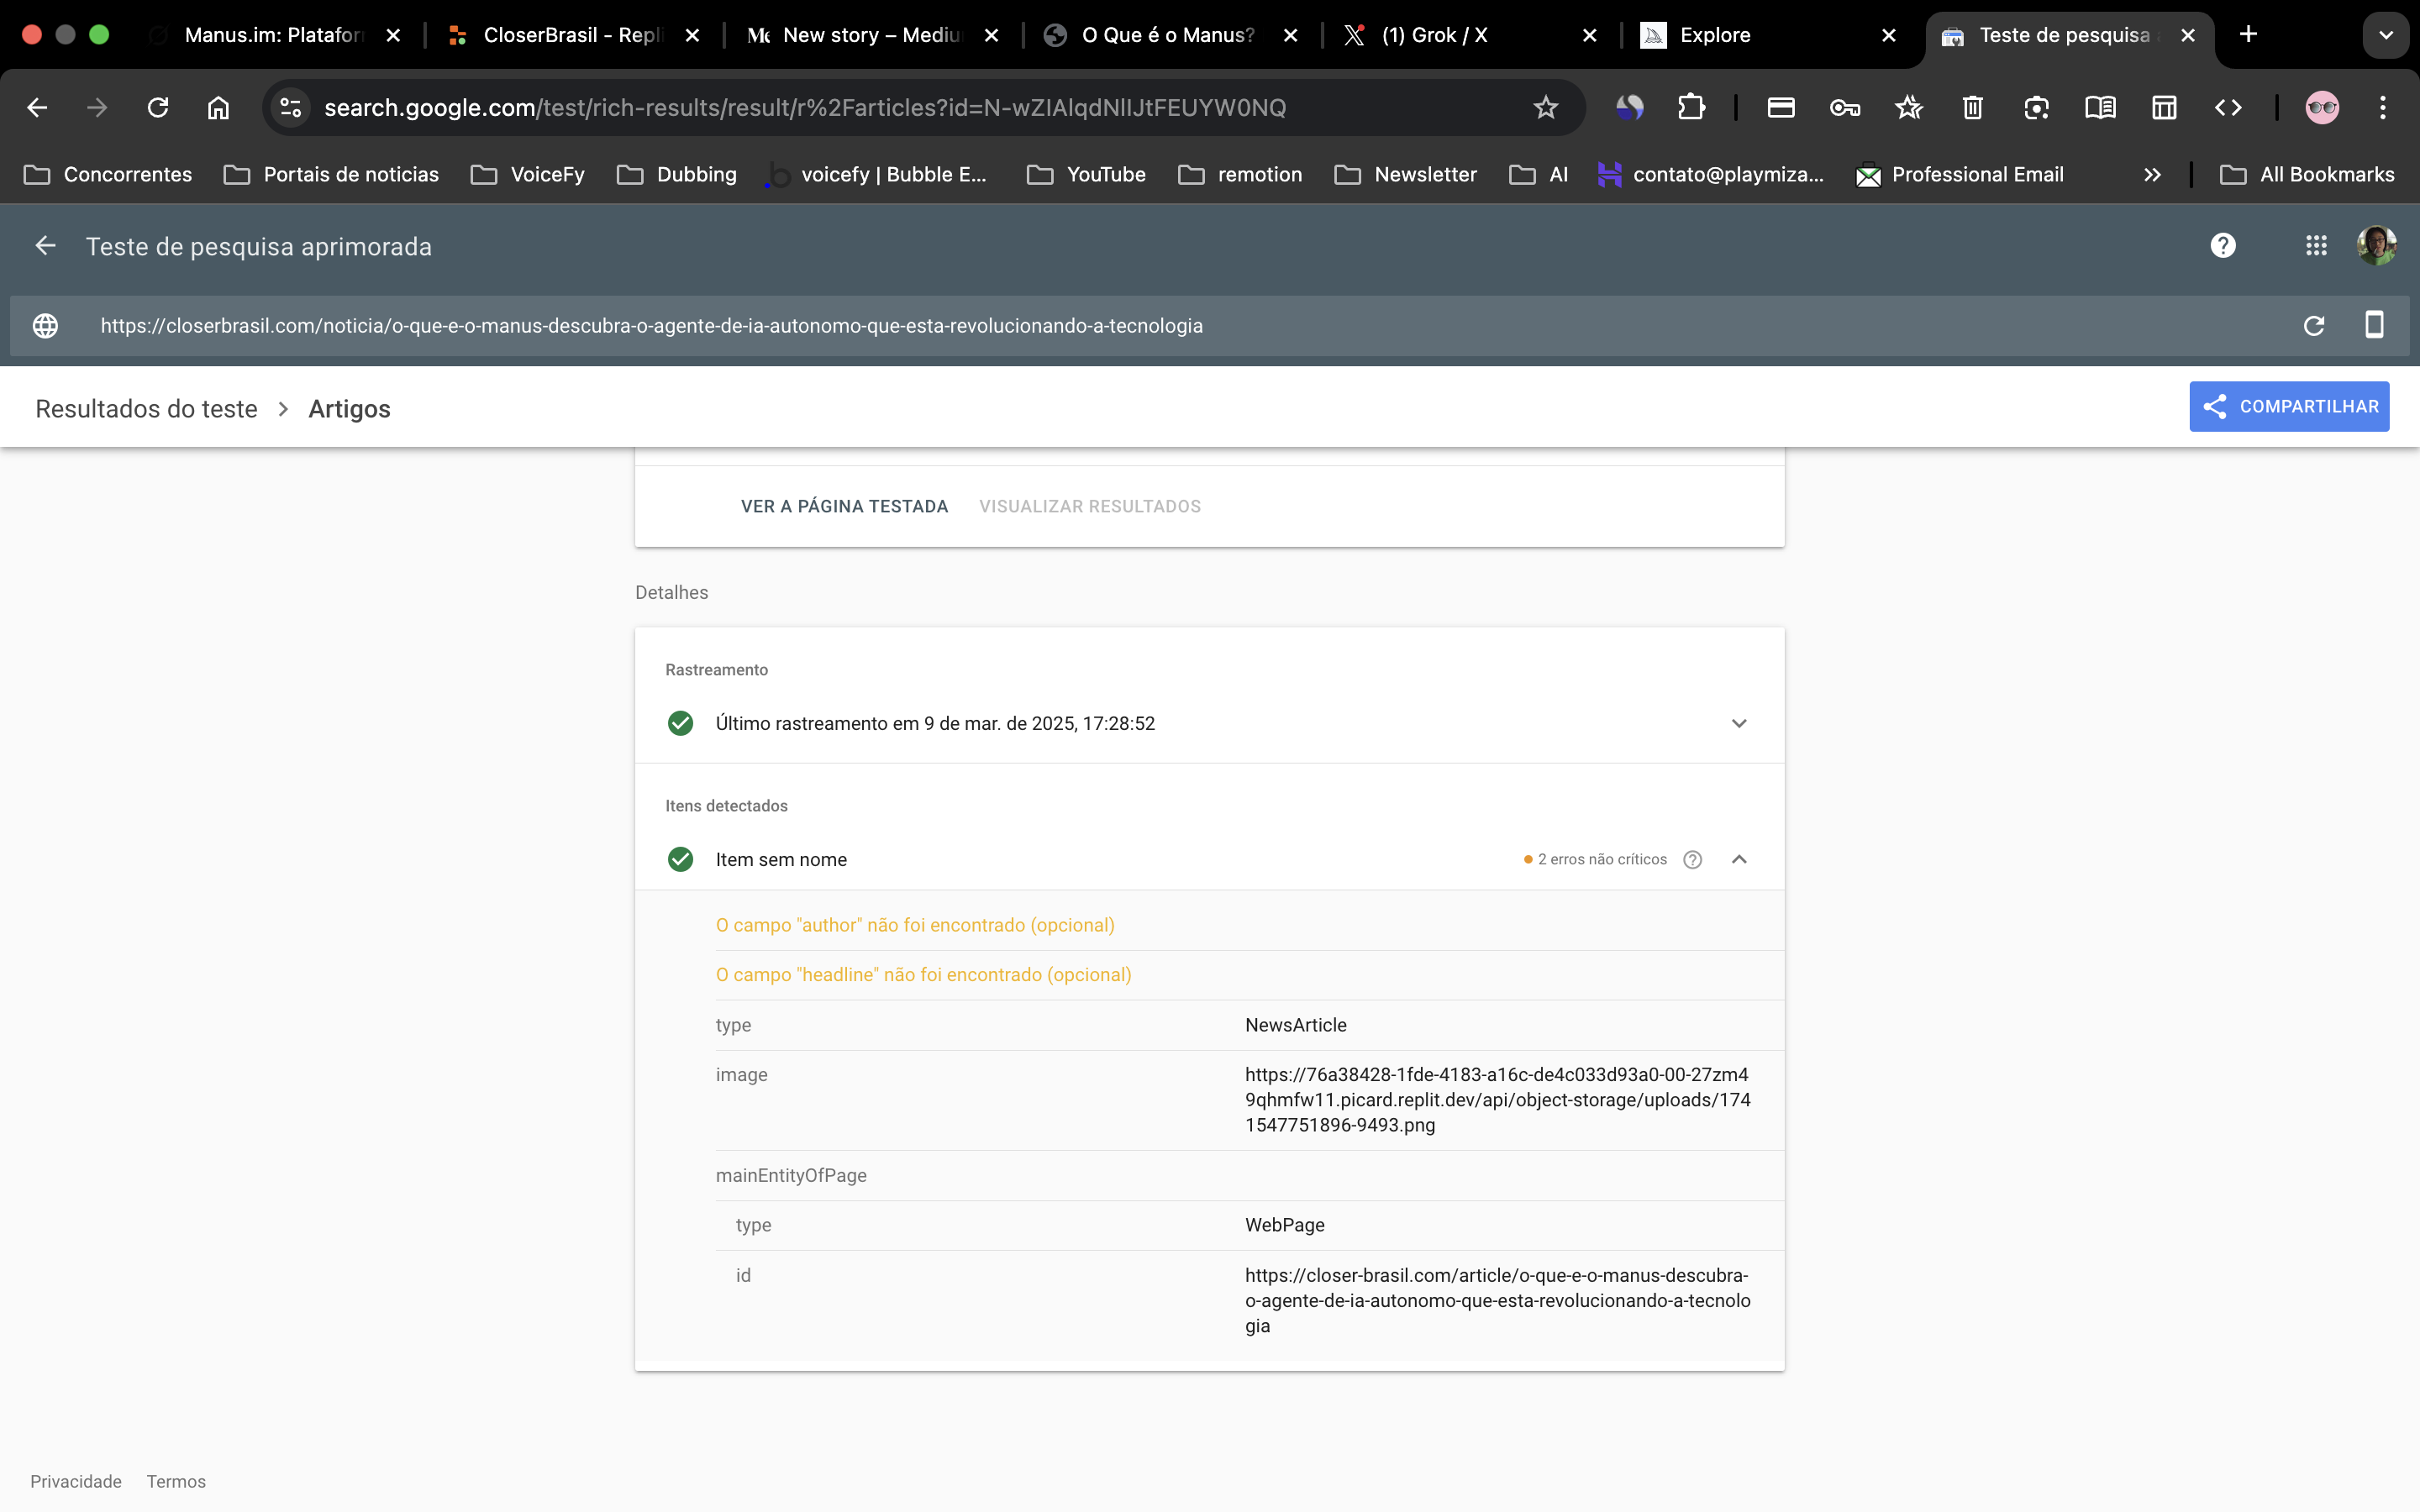 Manus.im: Platafor
CloserBrasil - Repli
New story – Mediu
O Que é o Manus?
(1) Grok / X
Explore
Teste de pesquisa a
search.google.com/test/rich-results/result/r%2Farticles?id=N-wZIAlqdNlIJtFEUYW0NQ
Concorrentes
Portais de noticias
VoiceFy
Dubbing
voicefy | Bubble E...
YouTube
remotion
Newsletter
AI
contato@playmiza...
Professional Email
All Bookmarks
Teste de pesquisa aprimorada
https://closerbrasil.com/noticia/o-que-e-o-manus-descubra-o-agente-de-ia-autonomo-que-esta-revolucionando-a-tecnologia
Resultados do teste > Artigos
COMPARTILHAR
VER A PÁGINA TESTADA
VISUALIZAR RESULTADOS
Detalhes
Rastreamento
Último rastreamento em 9 de mar. de 2025, 17:28:52
Itens detectados
Item sem nome
2 erros não críticos
O campo "author" não foi encontrado (opcional)
O campo "headline" não foi encontrado (opcional)
type
NewsArticle
image
https://76a38428-1fde-4183-a16c-de4c033d93a0-00-27zm4
9qhmfw11.picard.replit.dev/api/object-storage/uploads/174
1547751896-9493.png
mainEntityOfPage
type
WebPage
id
https://closer-brasil.com/article/o-que-e-o-manus-descubra-
o-agente-de-ia-autonomo-que-esta-revolucionando-a-tecnolo
gia
Privacidade
Termos